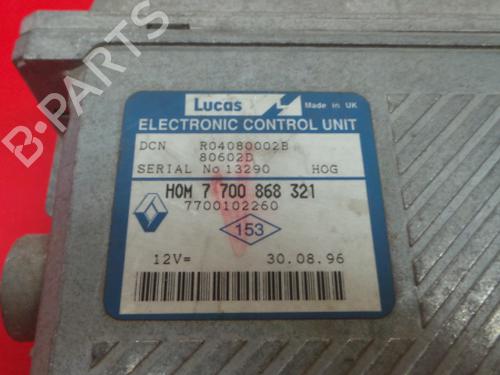 B-PARTS
Lucas Made in UK
ELECTRONIC CONTROL UNIT
DCN R04080002B
80602D
SERIAL No 13290 HOG
HOM 7 700 868 321
7700102260
153
12V= 30.08.96